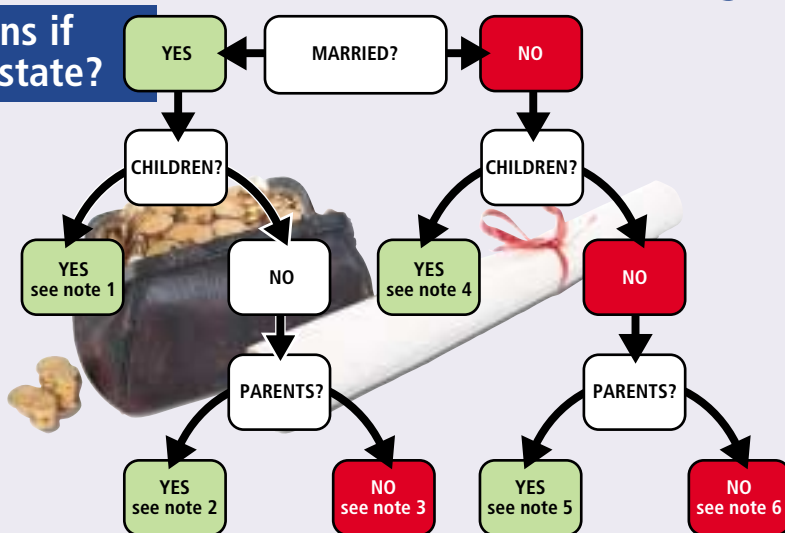 ns if
state?
YES
MARRIED?
NO
CHILDREN?
CHILDREN?
YES
see note 1
NO
YES
see note 4
NO
PARENTS?
PARENTS?
YES
see note 2
NO
see note 3
YES
see note 5
NO
see note 6